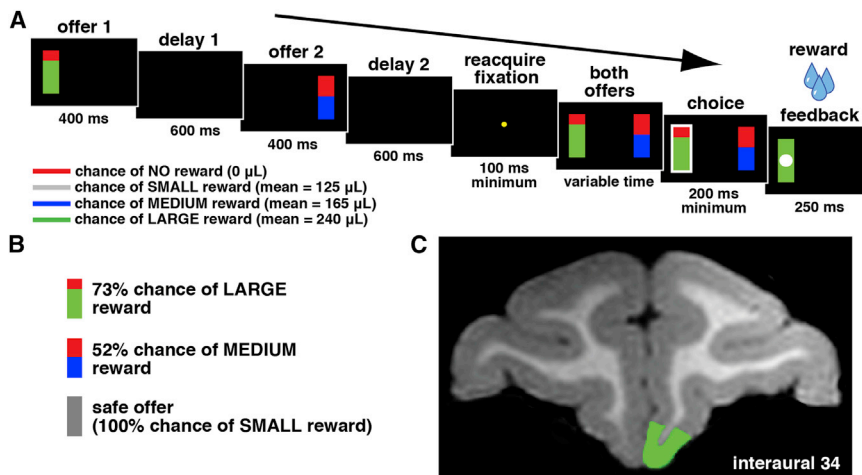 A
offer 1
delay 1
offer 2
delay 2
reacquire
fixation
both
offers
choice
reward
feedback
400 ms
600 ms
400 ms
600 ms
100 ms
minimum
variable time
200 ms
minimum
250 ms
chance of NO reward (0 µL)
chance of SMALL reward (mean = 125 µL)
chance of MEDIUM reward (mean = 165 µL)
chance of LARGE reward (mean = 240 µL)
B
73% chance of LARGE
reward
52% chance of MEDIUM
reward
safe offer
(100% chance of SMALL reward)
C
interaural 34